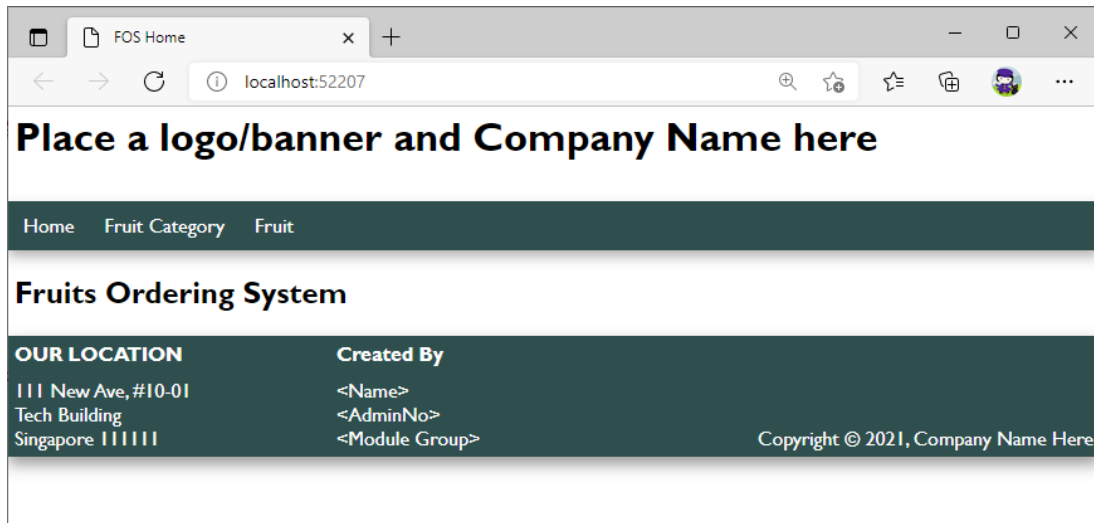 FOS Home
localhost:52207
Place a logo/banner and Company Name here
Home Fruit Category Fruit
Fruits Ordering System
OUR LOCATION Created By
111 New Ave, #10-01 <Name>
Tech Building <AdminNo>
Singapore 111111 <Module Group> Copyright © 2021, Company Name Here